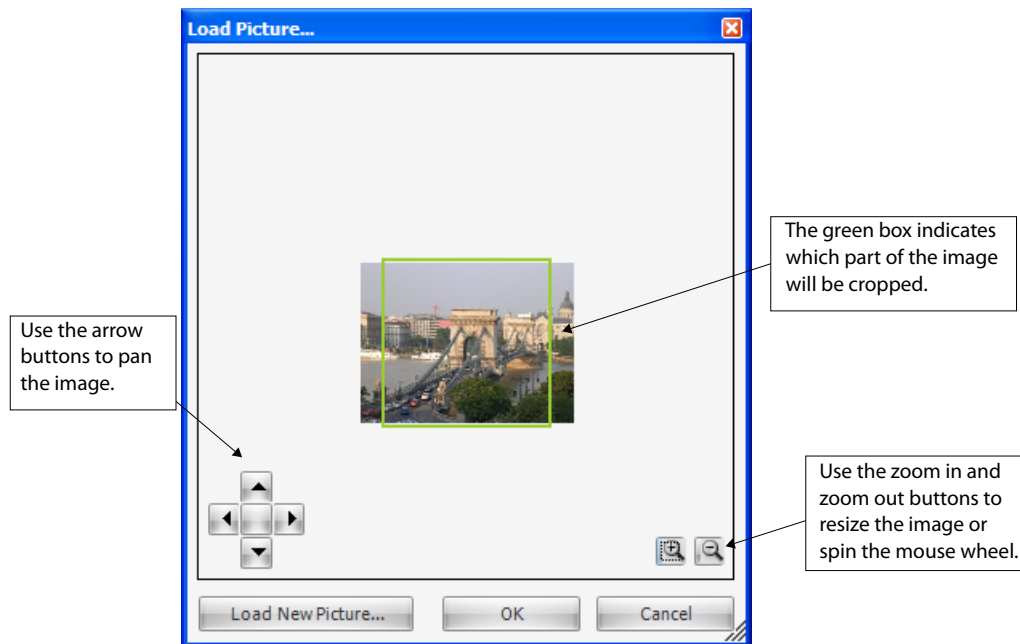 Load Picture...
The green box indicates
which part of the image
will be cropped.
Use the arrow
buttons to pan
the image.
Use the zoom in and
zoom out buttons to
resize the image or
spin the mouse wheel.
Load New Picture...
OK
Cancel